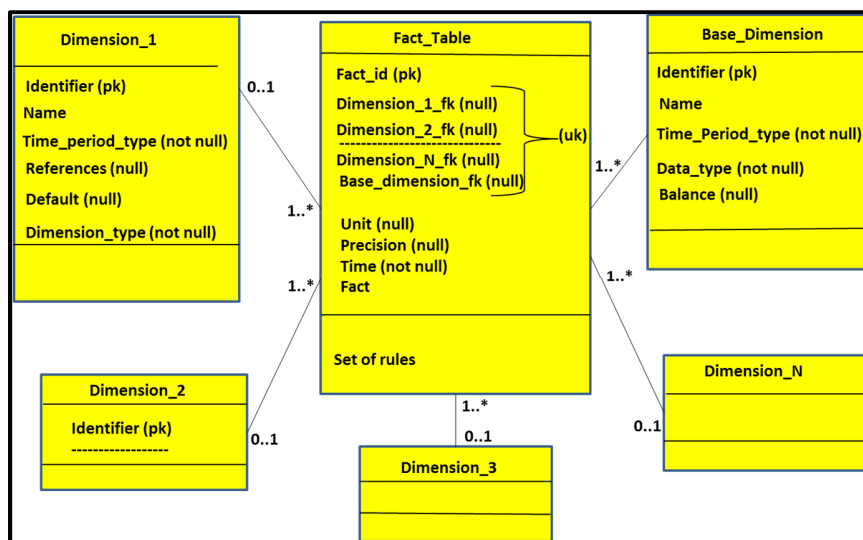 Dimension_1
Identifier (pk)
Name
Time_period_type (not null)
References (null)
Default (null)
Dimension_type (not null)
0..1
1..*
Fact_Table
Fact_id (pk)
Dimension_1_fk (null)
Dimension_2_fk (null)
------------------------------
Dimension_N_fk (null)
Base_dimension_fk (null)
(uk)
Unit (null)
Precision (null)
Time (not null)
Fact
Set of rules
Base_Dimension
Identifier (pk)
Name
Time_Period_type (not null)
Data_type (not null)
Balance (null)
1..*
1..*
0..1
Dimension_2
Identifier (pk)
------------------
1..*
0..1
Dimension_3
1..*
0..1
Dimension_N